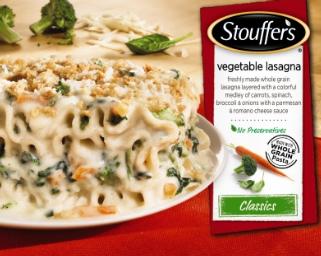 Stouffer's
vegetable lasagna
freshly made whole grain
lasagna layered with a colorful
medley of carrots, spinach,
broccoli & onions with a parmesan
& romano cheese sauce
No Preservatives
WHOLE
GRAIN
Pasta
Classics